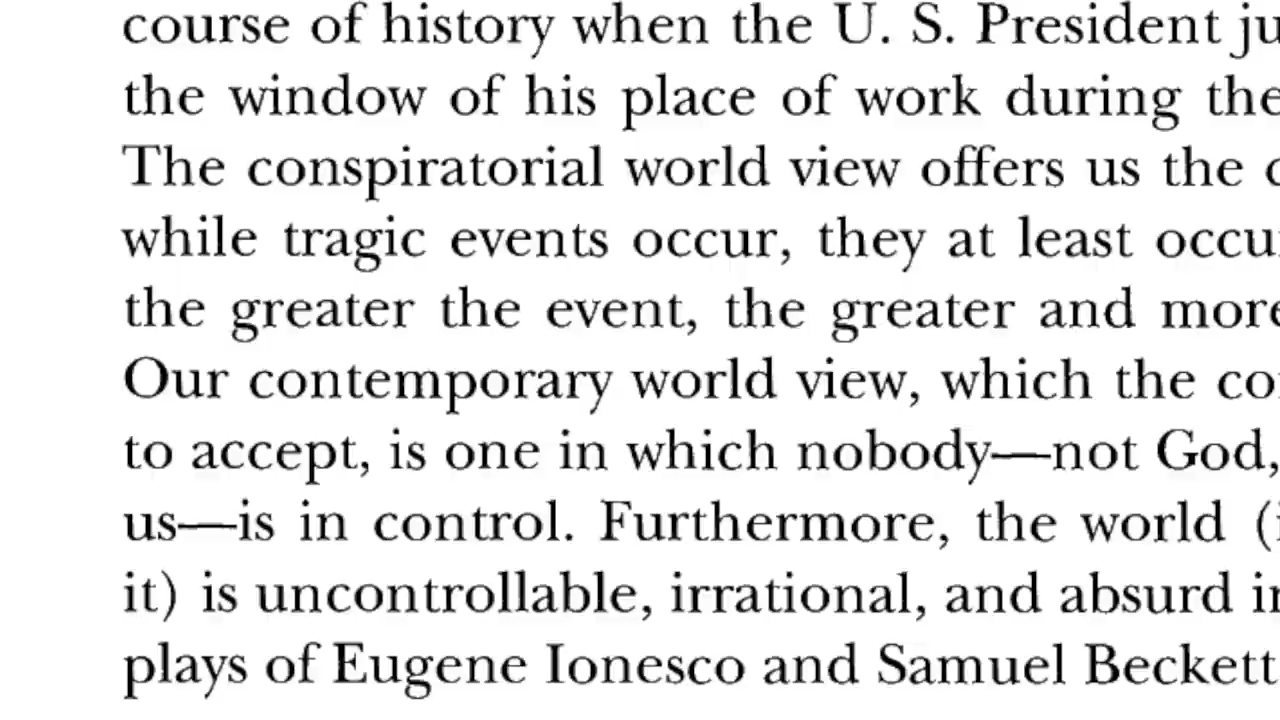 course of history when the U. S. President
the window of his place of work during the
The conspiratorial world view offers us the
while tragic events occur, they at least
the greater the event, the greater and more
Our contemporary world view, which the
to accept, is one in which nobody—not God,
us—is in control. Furthermore, the world
it) is uncontrollable, irrational, and absurd
plays of Eugene Ionesco and Samuel Beckett